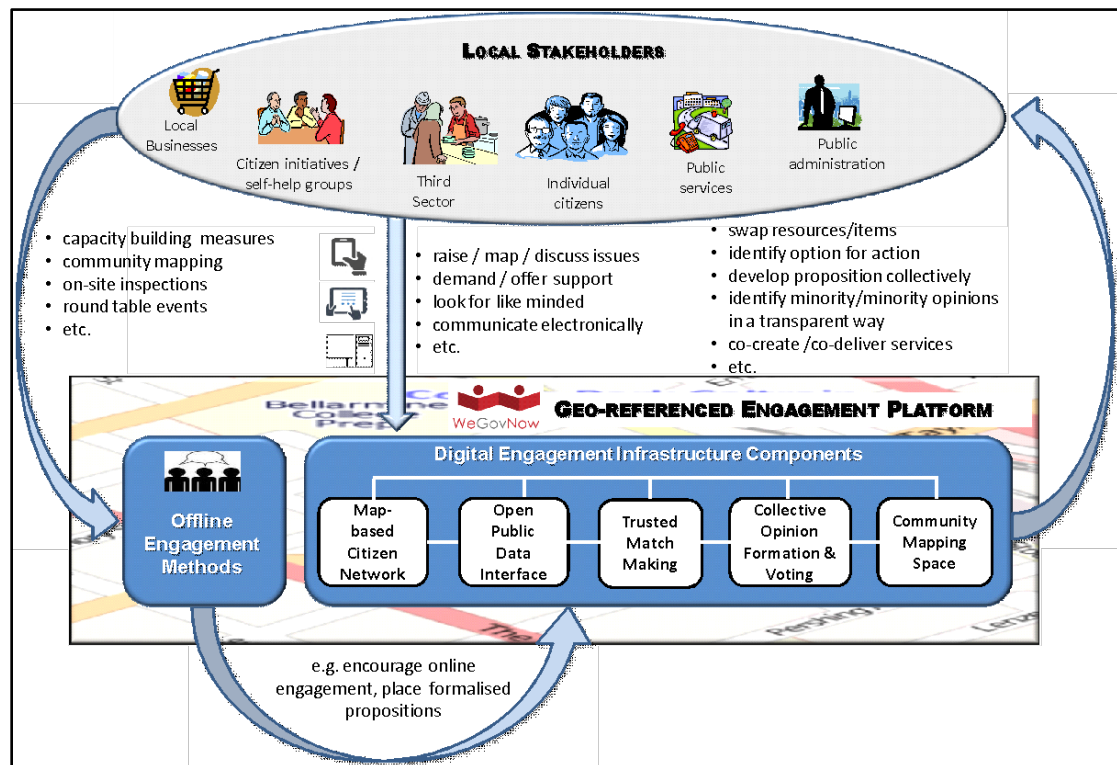 LOCAL STAKEHOLDERS
Local
Businesses
Citizen initiatives /
self-help groups
Third
Sector
Individual
citizens
Public
services
Public
administration
• capacity building measures
• community mapping
• on-site inspections
• round table events
• etc.
• raise / map / discuss issues
• demand / offer support
• look for like minded
• communicate electronically
• etc.
• swap resources/items
• identify option for action
• develop proposition collectively
• identify minority/minority opinions
in a transparent way
• co-create /co-deliver services
• etc.
Bellarmine
College
Prep
WeGovNow
GEO-REFERENCED ENGAGEMENT PLATFORM
Offline
Engagement
Methods
Digital Engagement Infrastructure Components
Map-
based
Citizen
Network
Open
Public
Data
Interface
Trusted
Match
Making
Collective
Opinion
Formation &
Voting
Community
Mapping
Space
The
Pershing
e.g. encourage online
engagement, place formalised
propositions